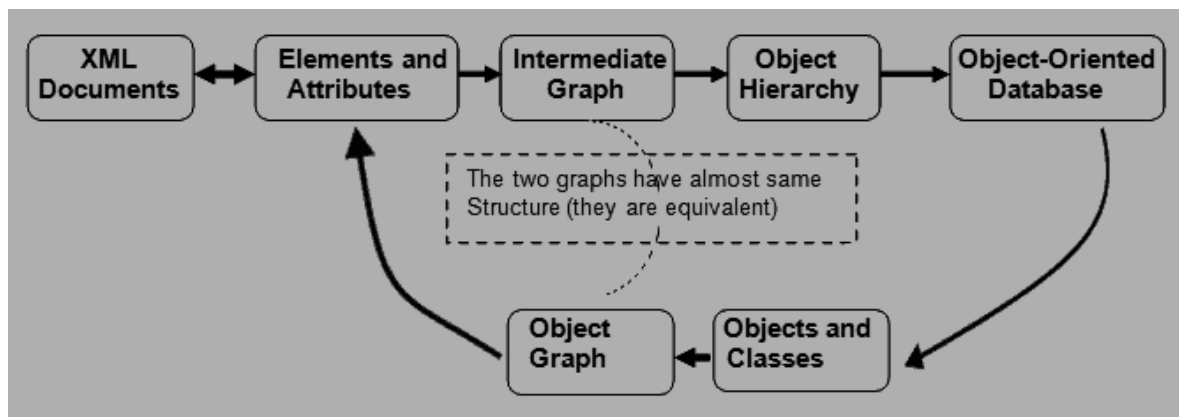 XML
Documents
Elements and
Attributes
Intermediate
Graph
Object
Hierarchy
Object-Oriented
Database
The two graphs have almost same
Structure (they are equivalent)
Object
Graph
Objects and
Classes